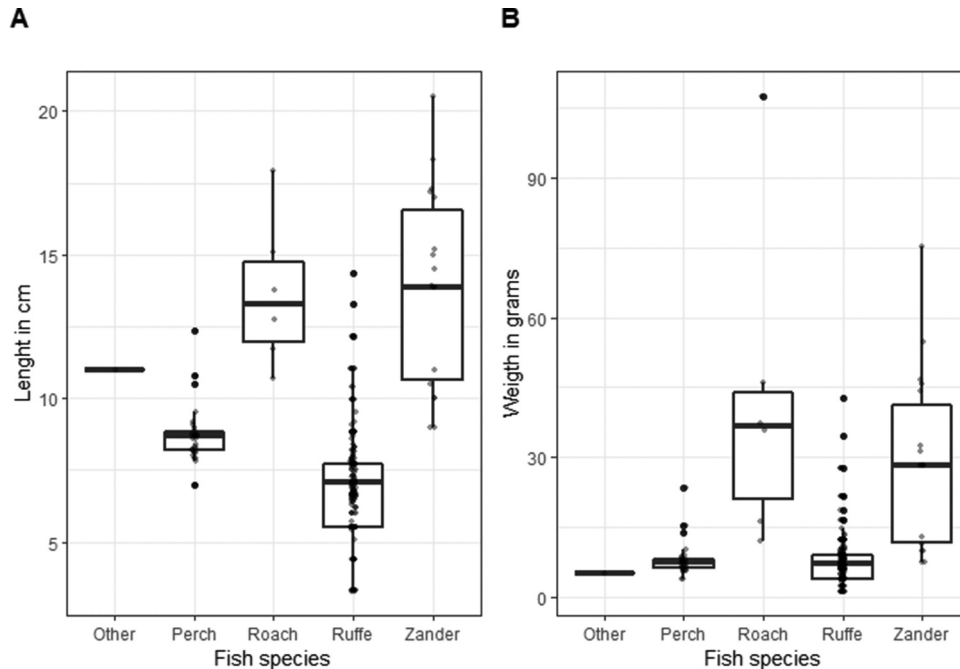 A
B
Lenght in cm
20
15
10
5
Other Perch Roach Ruffe Zander
Fish species
Weigth in grams
90
60
30
0
Other Perch Roach Ruffe Zander
Fish species